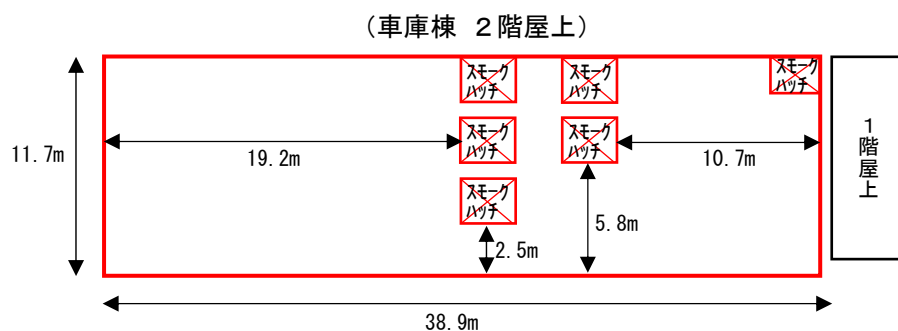 (車庫棟 2階屋上)
スモーク
ハッチ
スモーク
ハッチ
スモーク
ハッチ
11.7m
19.2m
スモーク
ハッチ
スモーク
ハッチ
10.7m
1階屋上
スモーク
ハッチ
2.5m
5.8m
38.9m